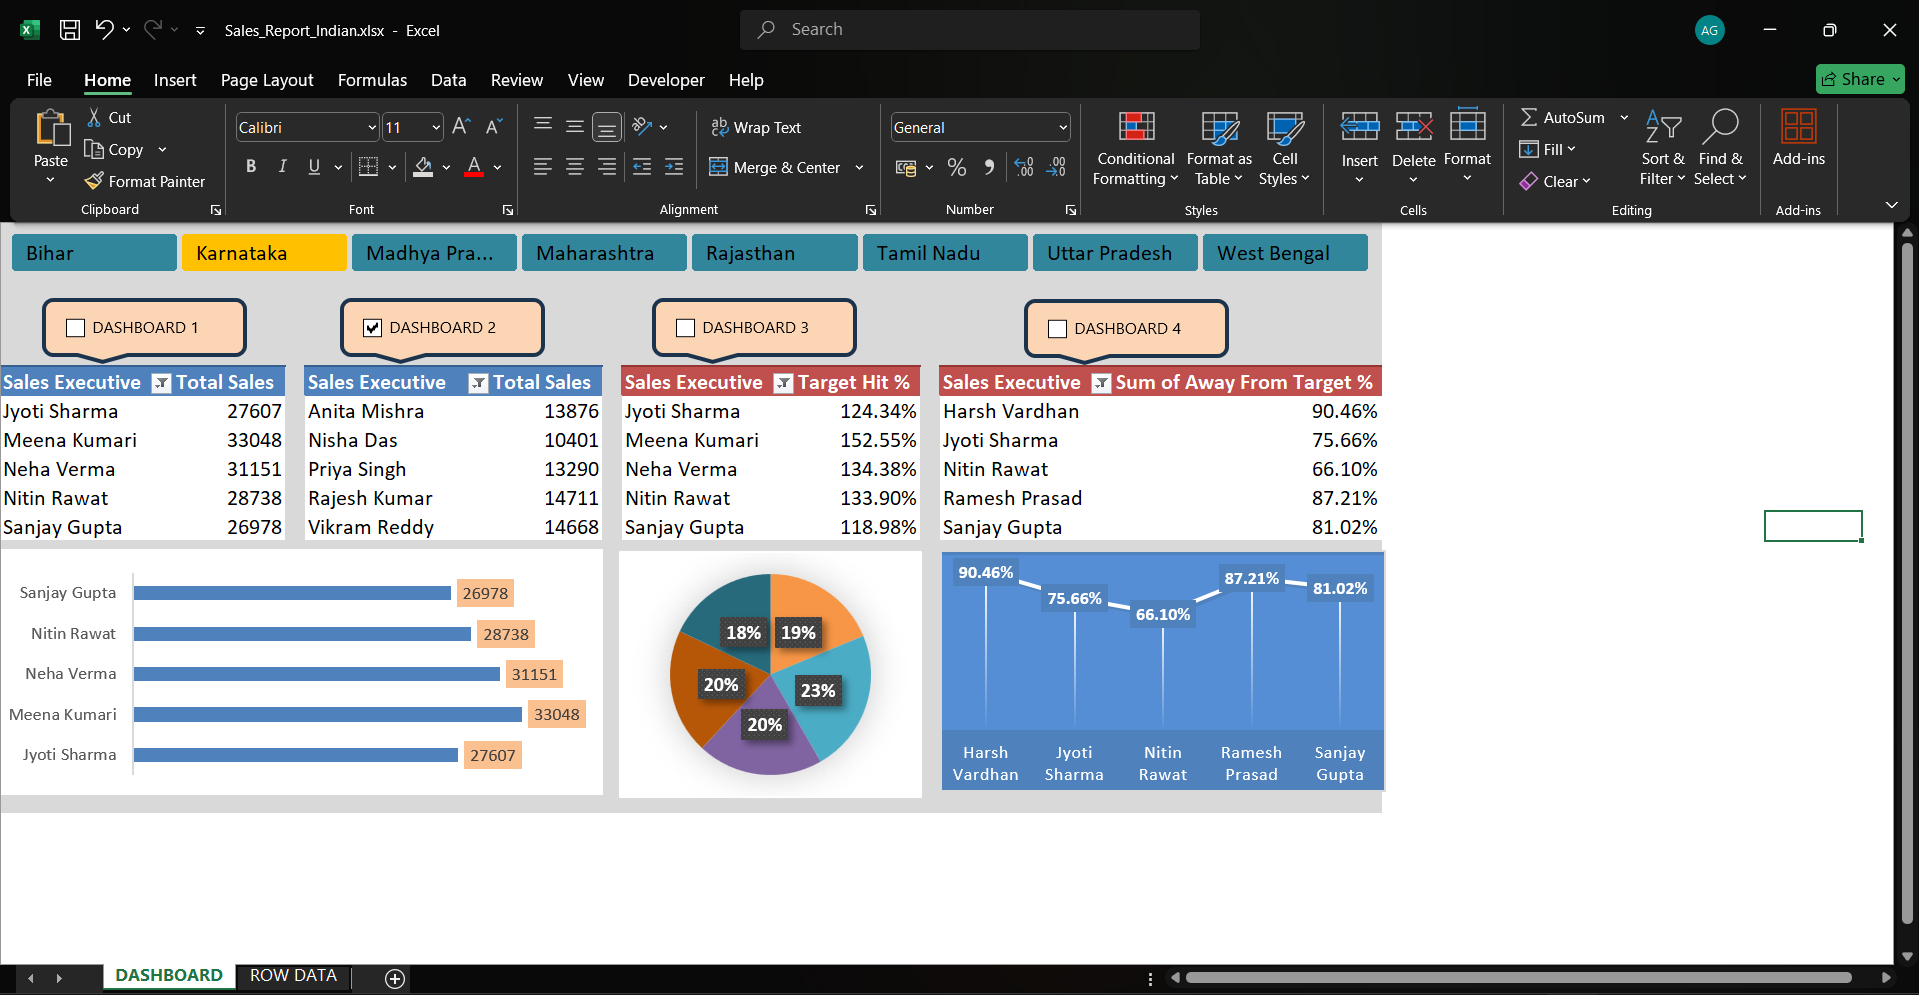 Sales_Report_Indian.xlsx - Excel
Search
AG
File Home Insert Page Layout Formulas Data Review View Developer Help
Share
Paste
Cut
Copy
Format Painter
Clipboard
Calibri 11
B I U
Font
Wrap Text
Merge & Center
Alignment
General
Number
Conditional Formatting
Format as Table
Cell Styles
Styles
Insert Delete Format
Cells
AutoSum
Fill
Clear
Sort & Filter
Find & Select
Editing
Add-ins
Add-ins
Bihar Karnataka Madhya Pra... Maharashtra Rajasthan Tamil Nadu Uttar Pradesh West Bengal
DASHBOARD 1 DASHBOARD 2 DASHBOARD 3 DASHBOARD 4
Sales Executive Total Sales Sales Executive Total Sales Sales Executive Target Hit % Sales Executive Sum of Away From Target %
Jyoti Sharma 27607 Anita Mishra 13876 Jyoti Sharma 124.34% Harsh Vardhan 90.46%
Meena Kumari 33048 Nisha Das 10401 Meena Kumari 152.55% Jyoti Sharma 75.66%
Neha Verma 31151 Priya Singh 13290 Neha Verma 134.38% Nitin Rawat 66.10%
Nitin Rawat 28738 Rajesh Kumar 14711 Nitin Rawat 133.90% Ramesh Prasad 87.21%
Sanjay Gupta 26978 Vikram Reddy 14668 Sanjay Gupta 118.98% Sanjay Gupta 81.02%
Sanjay Gupta 26978
Nitin Rawat 28738
Neha Verma 31151
Meena Kumari 33048
Jyoti Sharma 27607
18% 19%
20% 23%
20%
90.46% 75.66% 66.10% 87.21% 81.02%
Harsh Jyoti Nitin Ramesh Sanjay
Vardhan Sharma Rawat Prasad Gupta
DASHBOARD ROW DATA